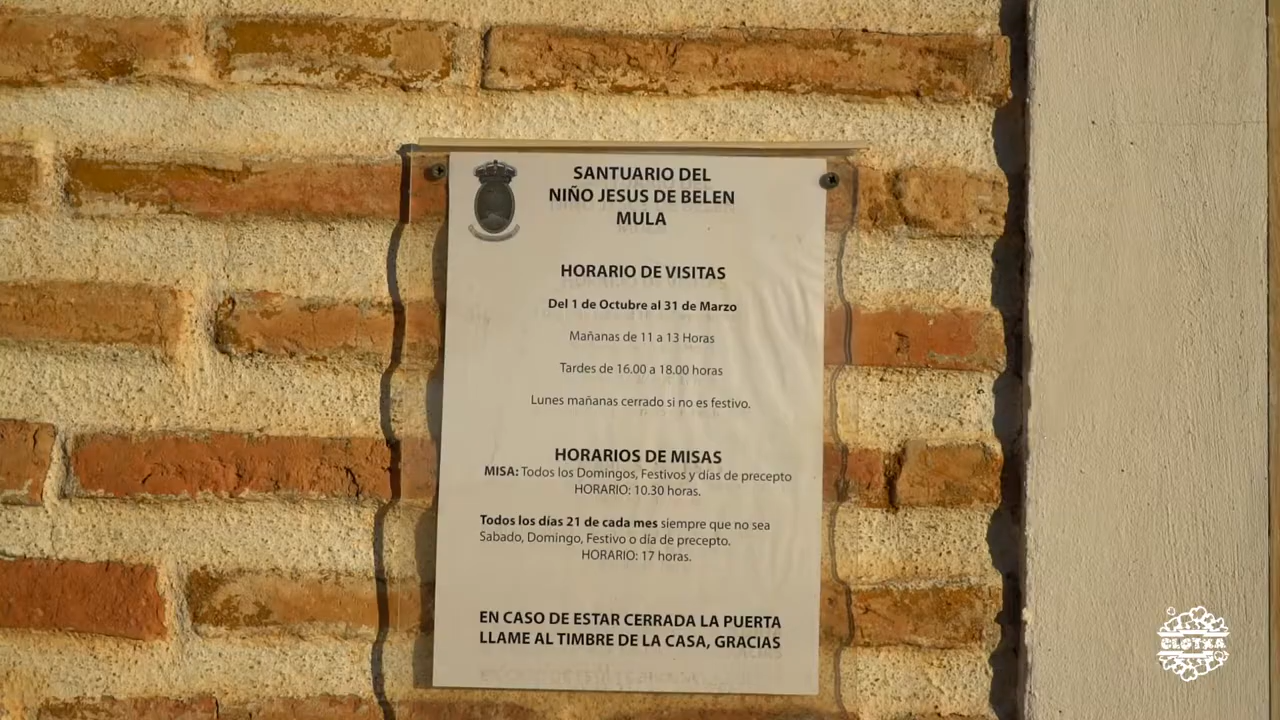 SANTUARIO DEL
NIÑO JESUS DE BELEN
MULA
HORARIO DE VISITAS
Del 1 de Octubre al 31 de Marzo
Mañanas de 11 a 13 Horas
Tardes de 16.00 a 18.00 horas
Lunes mañanas cerrado si no es festivo.
HORARIOS DE MISAS
MISA: Todos los Domingos, Festivos y días de precepto
HORARIO: 10.30 horas.
Todos los días 21 de cada mes siempre que no sea
Sabado, Domingo, Festivo o día de precepto.
HORARIO: 17 horas.
EN CASO DE ESTAR CERRADA LA PUERTA
LLAME AL TIMBRE DE LA CASA, GRACIAS
CLOTXA